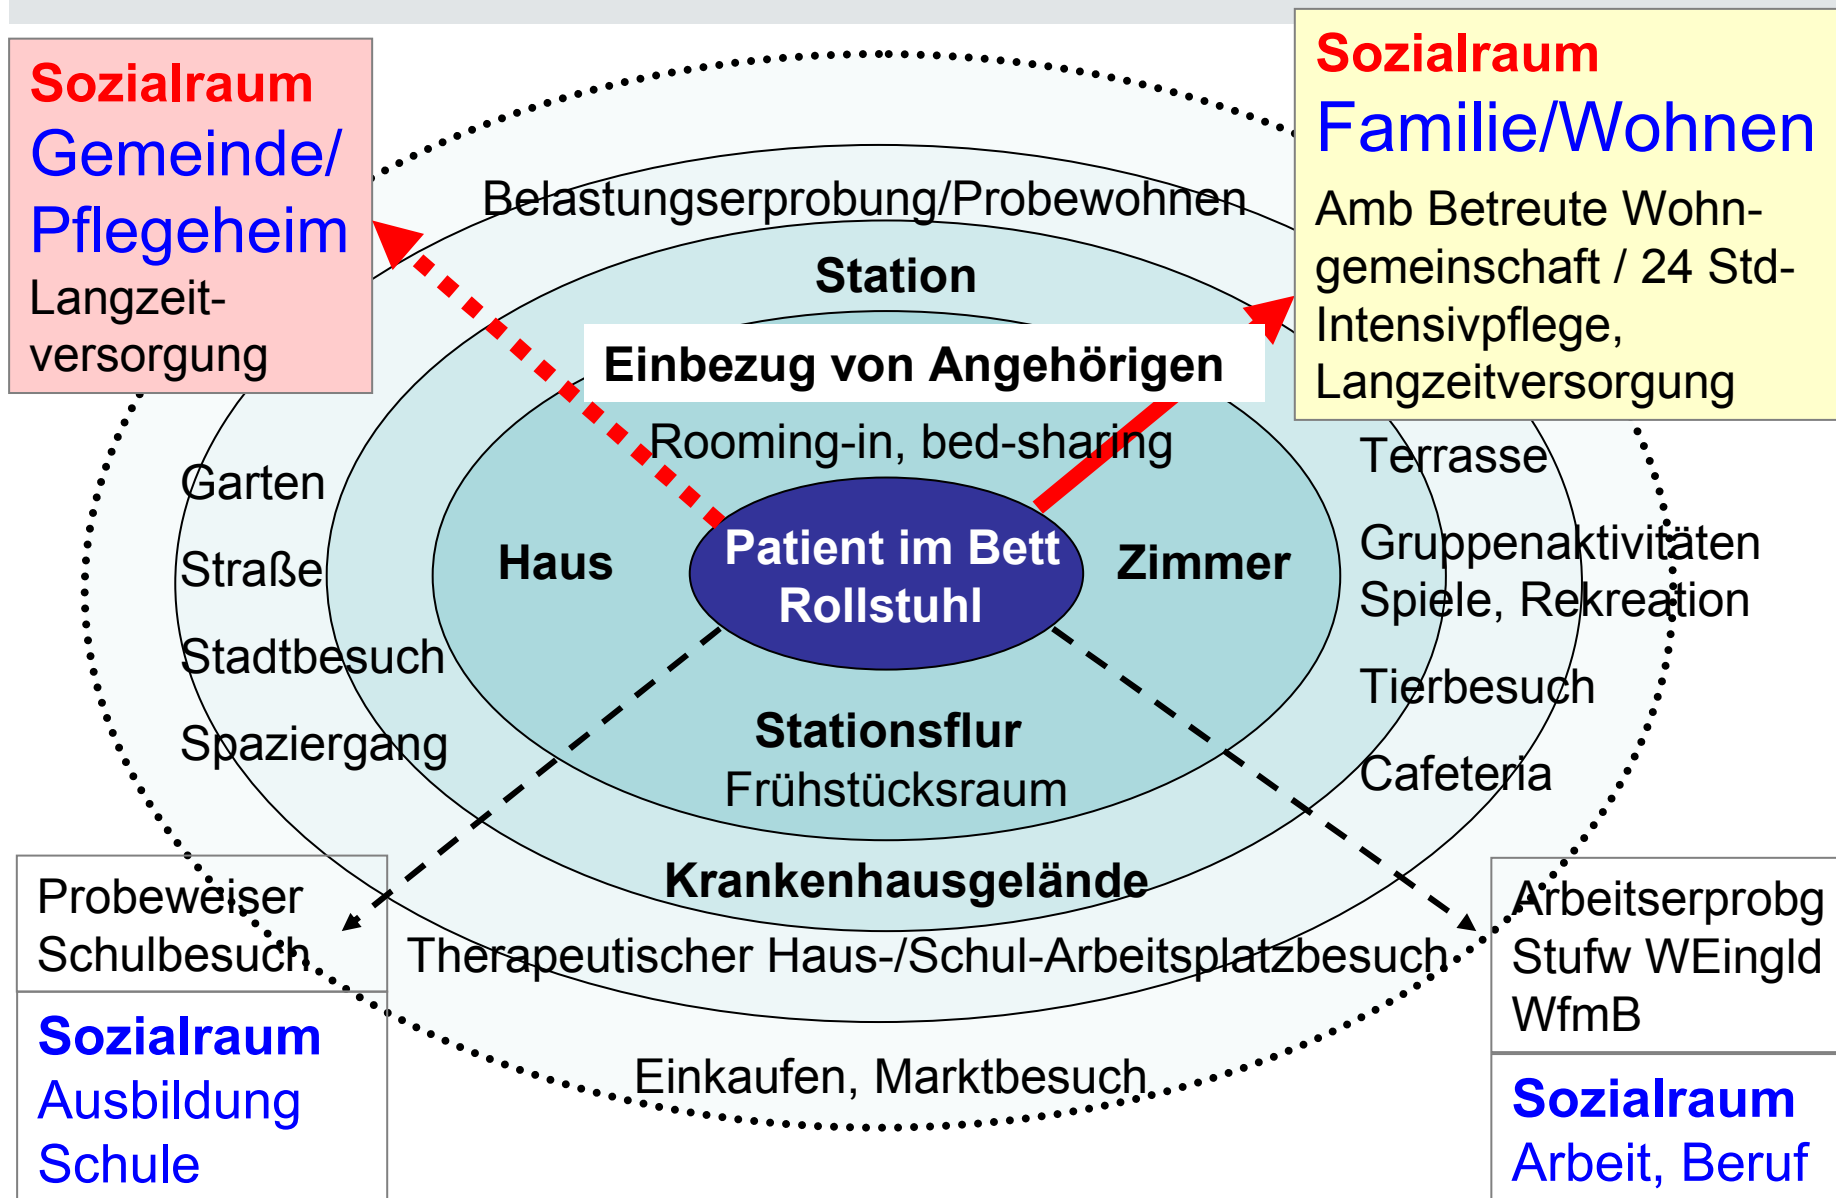 Sozialraum
Gemeinde/
Pflegeheim
Langzeit-
versorgung
Sozialraum
Familie/Wohnen
Amb Betreute Wohn-
gemeinschaft / 24 Std-
Intensivpflege,
Langzeitversorgung
Belastungserprobung/Probewohnen
Station
Einbezug von Angehörigen
Rooming-in, bed-sharing
Garten
Straße
Stadtbesuch
Spaziergang
Haus
Patient im Bett
Rollstuhl
Zimmer
Terrasse
Gruppenaktivitäten
Spiele, Rekreation
Tierbesuch
Cafeteria
Stationsflur
Frühstücksraum
Krankenhausgelände
Therapeutischer Haus-/Schul-Arbeitsplatzbesuch
Einkaufen, Marktbesuch
Probeweiser
Schulbesuch
Sozialraum
Ausbildung
Schule
Arbeitserprobg
Stufw WEingld
WfmB
Sozialraum
Arbeit, Beruf